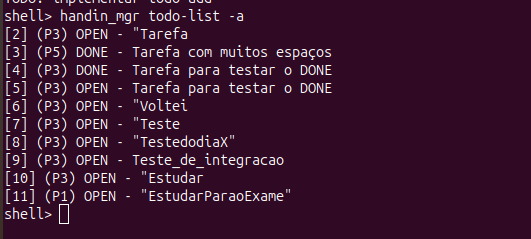 TODO: implementar todo-add
shell> handin_mgr todo-list -a
[2] (P3) OPEN - "Tarefa
[3] (P5) DONE - Tarefa com muitos espaços
[4] (P3) DONE - Tarefa para testar o DONE
[5] (P3) OPEN - Tarefa para testar o DONE
[6] (P3) OPEN - "Voltei
[7] (P3) OPEN - "Teste
[8] (P3) OPEN - "TestedodiaX"
[9] (P3) OPEN - Teste_de_integracao
[10] (P3) OPEN - "Estudar
[11] (P1) OPEN - "EstudarParaoExame"
shell>